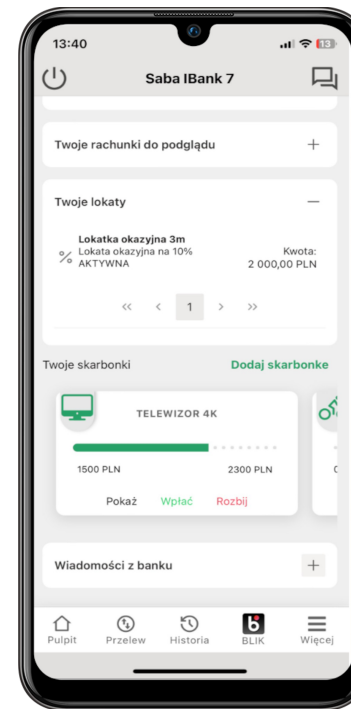 13:40
13
Saba IBank 7
Twoje rachunki do podglądu
Twoje lokaty
Lokatka okazyjna 3m
Lokata okazyjna na 10%
AKTYWNA
Kwota:
2 000,00 PLN
<< < 1 > >>
Twoje skarbonki Dodaj skarbonke
TELEWIZOR 4K
1500 PLN 2300 PLN
Pokaż Wpłać Rozbij
Wiadomości z banku
Pulpit Przelew Historia BLIK Więcej